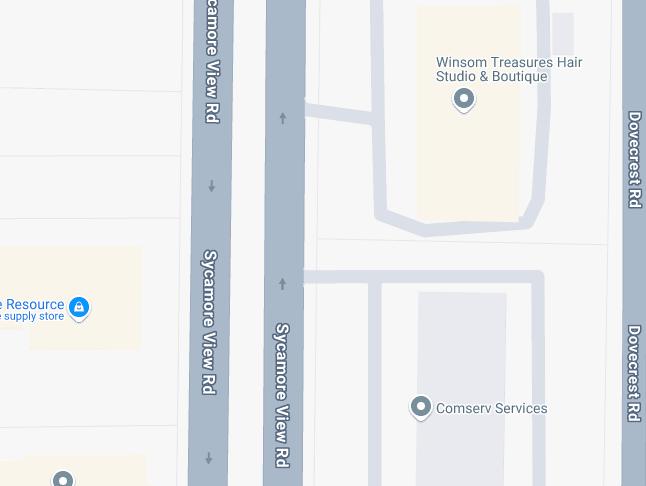 camore View Rd
Winsom Treasures Hair
Studio & Boutique
Dovecrest Rd
Sycamore View Rd
e Resource
supply store
Sycamore View Rd
Dovecrest Rd
Comserv Services